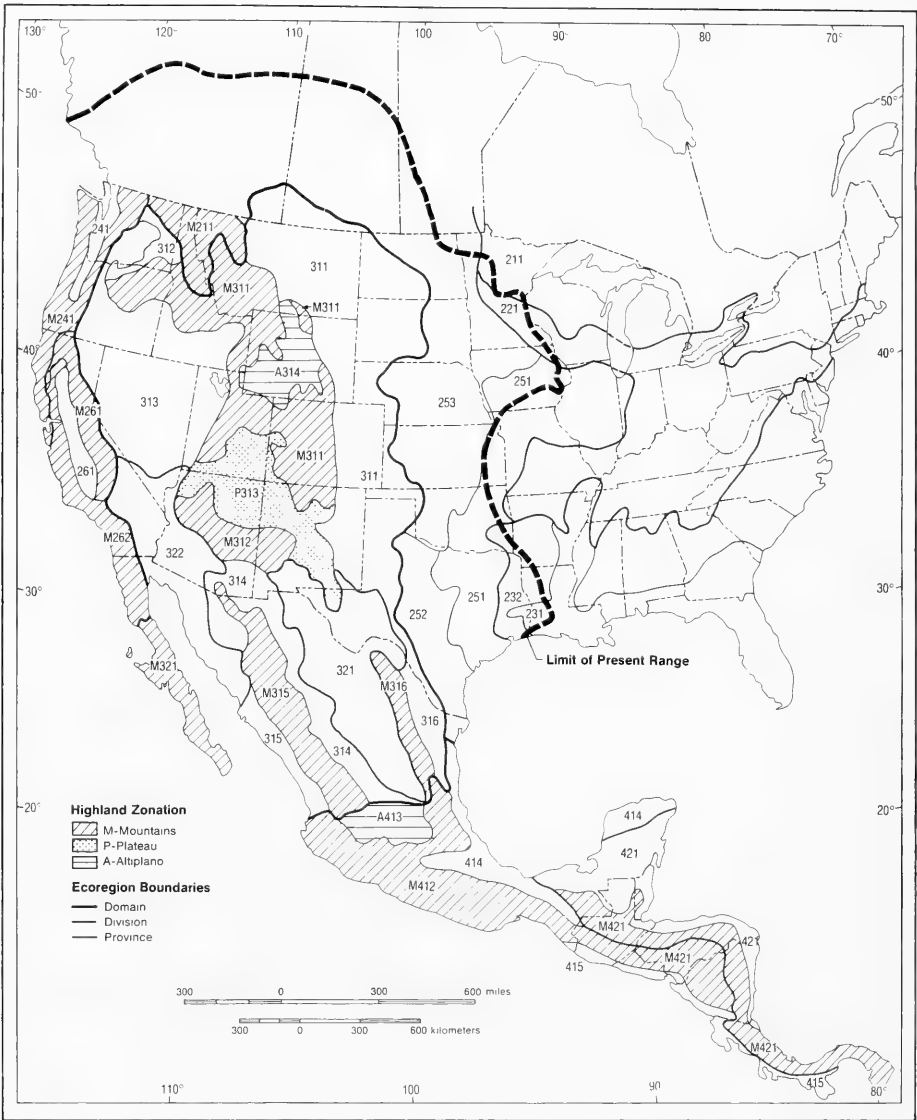 130°
120°
110°
100
90
80
70°
50°
50°
211
M211
241
312
311
M311
221
M311
M241
40°
40°
A314
251
313
253
M261
M311
261
311
P313
M312
M262
322
314
30°
30°
252
251
232
231
Limit of Present Range
M321
321
M316
M315
316
315
314
20°
20°
A413
414
414
421
M412
M421
421
M421
415
M421
415
Highland Zonation
M-Mountains
P-Plateau
A-Altiplano
Ecoregion Boundaries
Domain
Division
Province
300 0 300 600 miles
300 0 300 600 kilometers
110°
100
90
80°